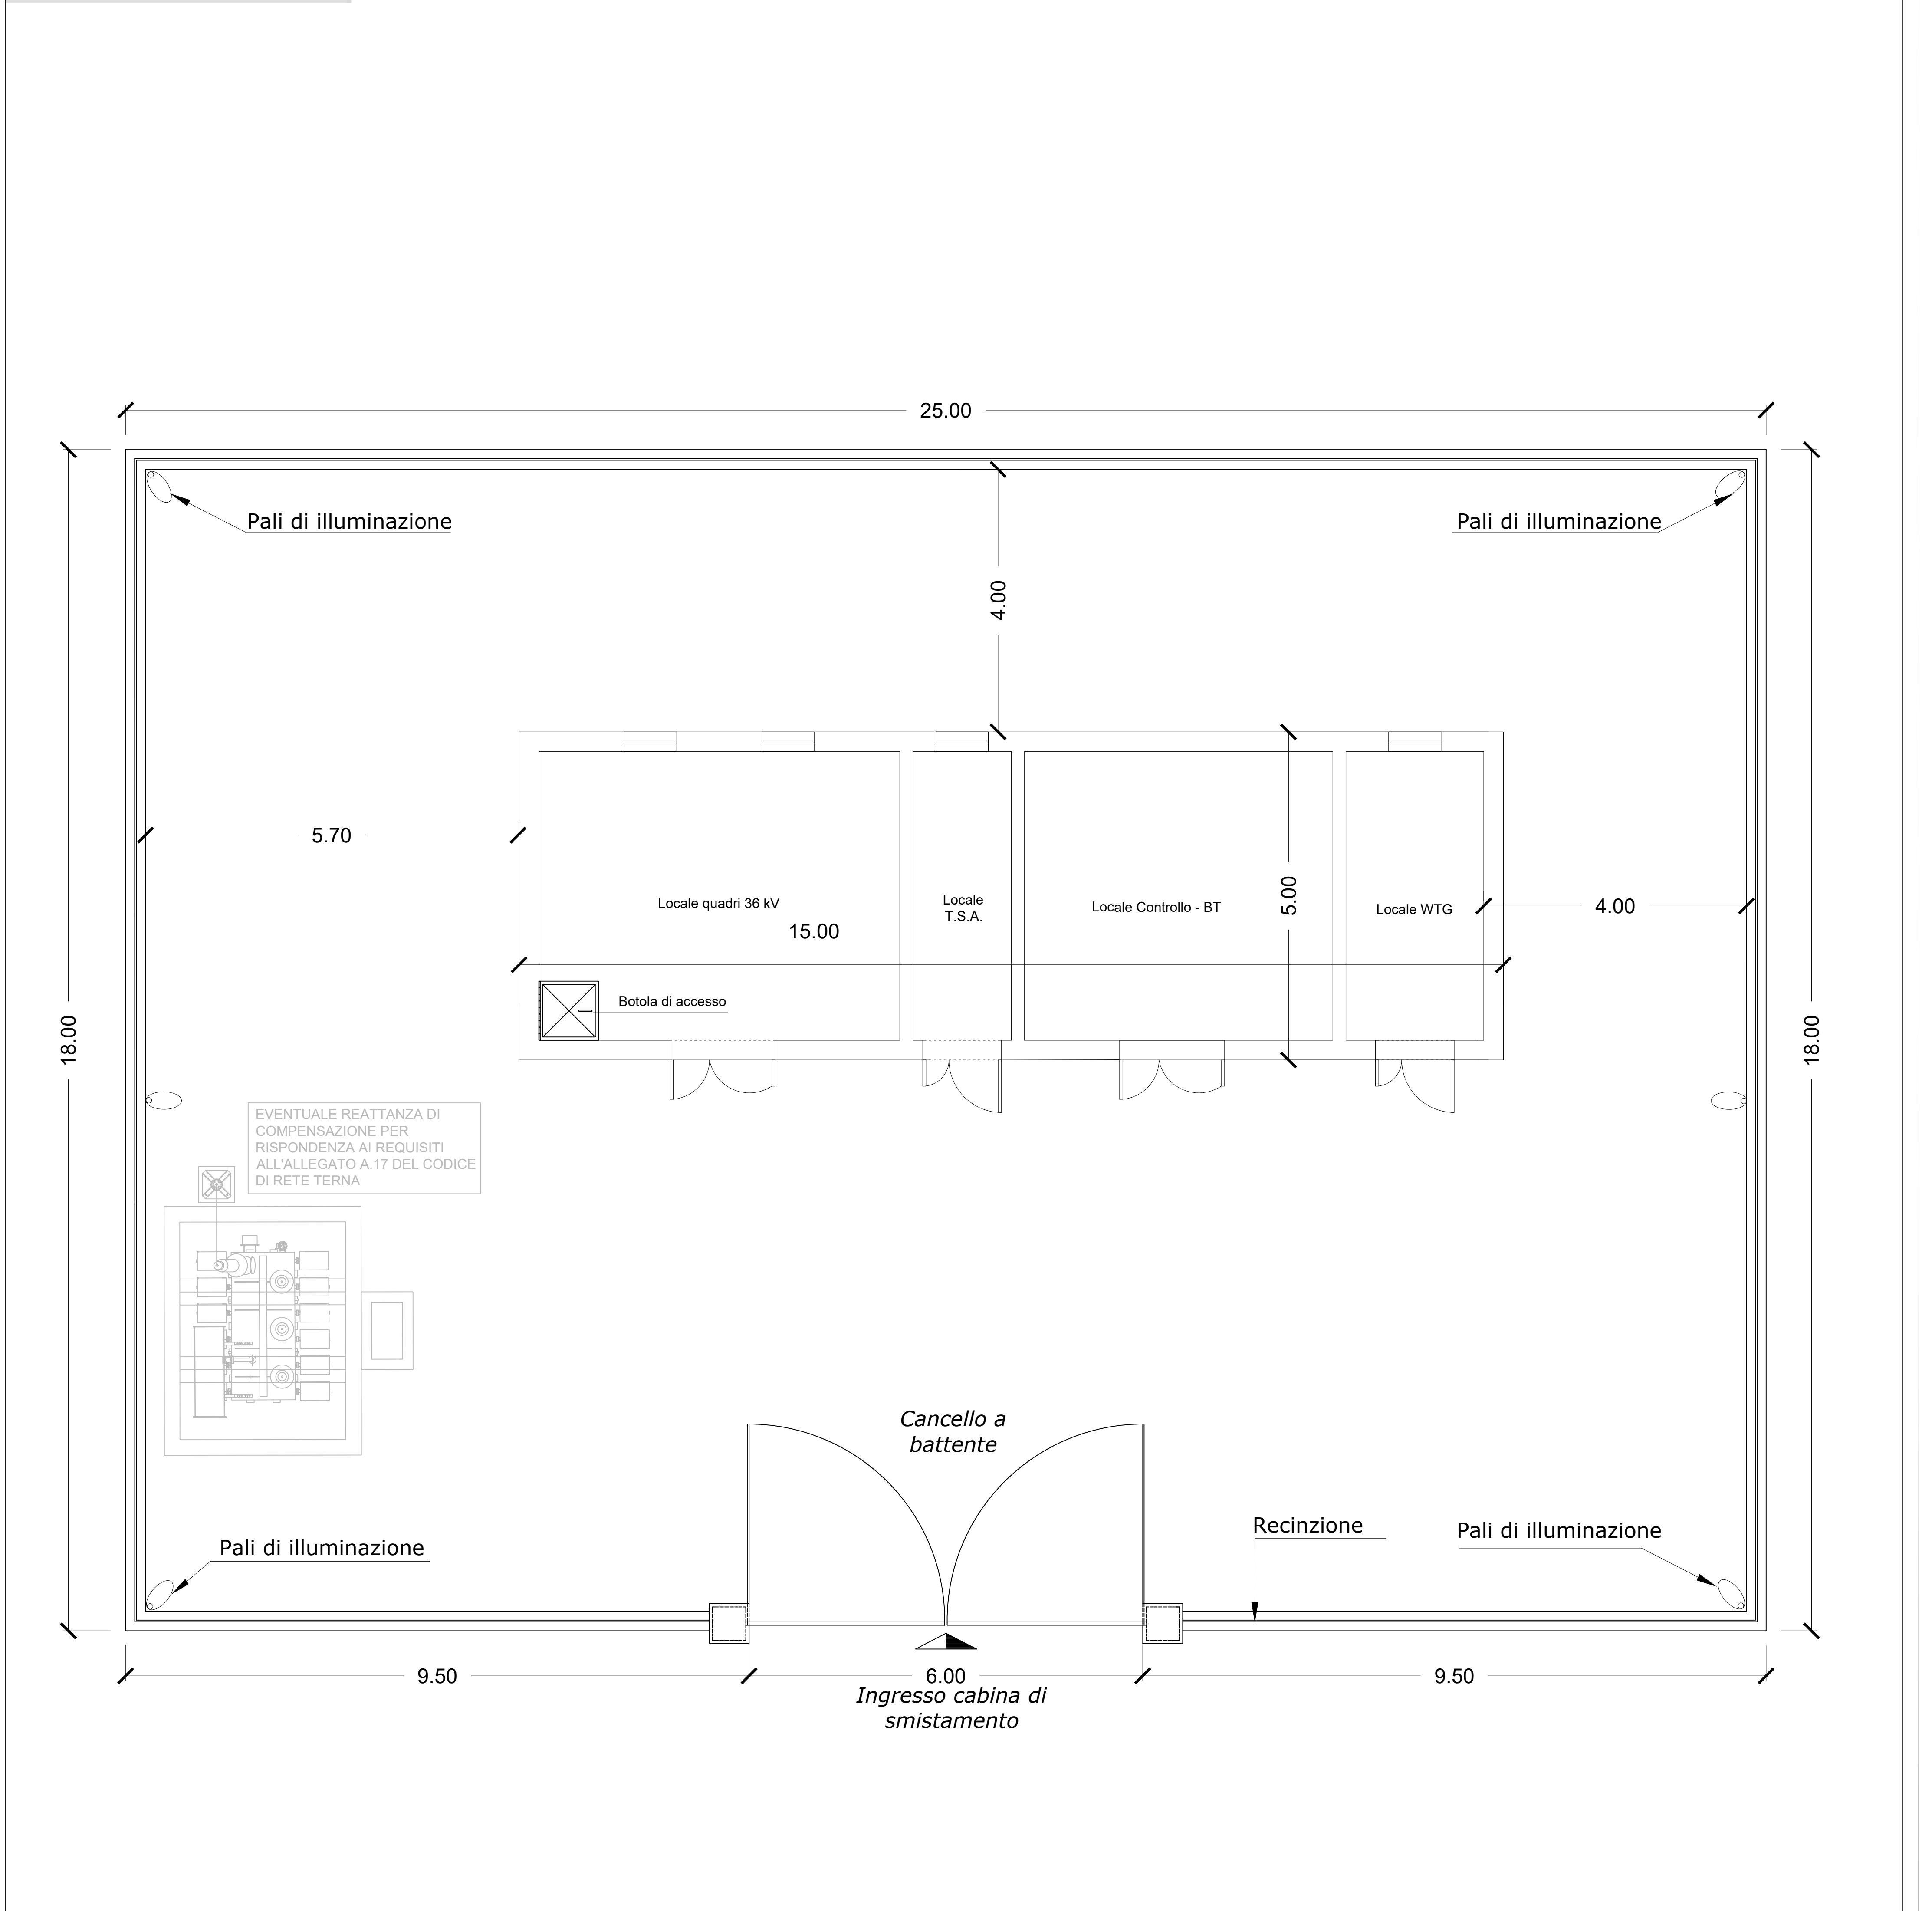 25.00
Pali di illuminazione
Pali di illuminazione
4.00
5.70
Locale quadri 36 kV
15.00
Locale
T.S.A.
Locale Controllo - BT
5.00
Locale WTG
4.00
Botola di accesso
18.00
18.00
EVENTUALE REATTANZA DI
COMPENSAZIONE PER
RISPONDENZA AI REQUISITI
ALL'ALLEGATO A.17 DEL CODICE
DI RETE TERNA
Cancello a
battente
Recinzione
Pali di illuminazione
Pali di illuminazione
9.50
6.00
9.50
Ingresso cabina di
smistamento